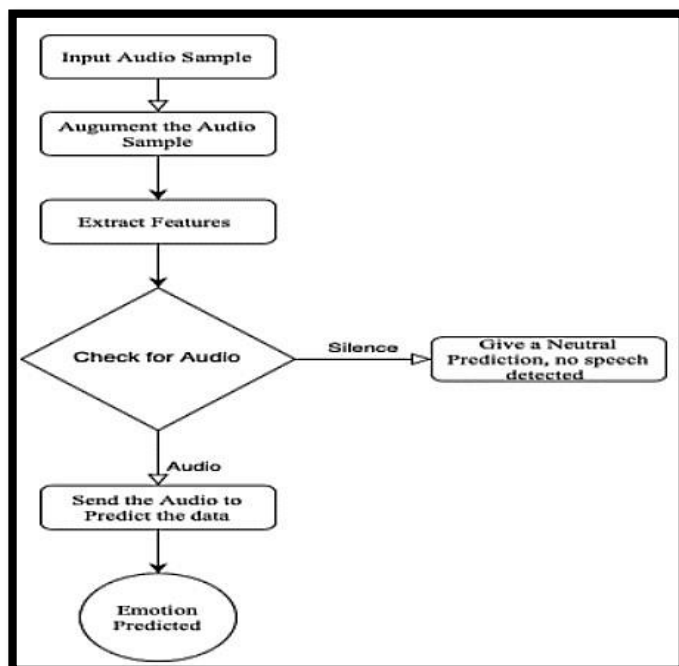 Input Audio Sample
Augument the Audio
Sample
Extract Features
Check for Audio
Silence
Give a Neutral
Prediction, no speech
detected
Audio
Send the Audio to
Predict the data
Emotion
Predicted